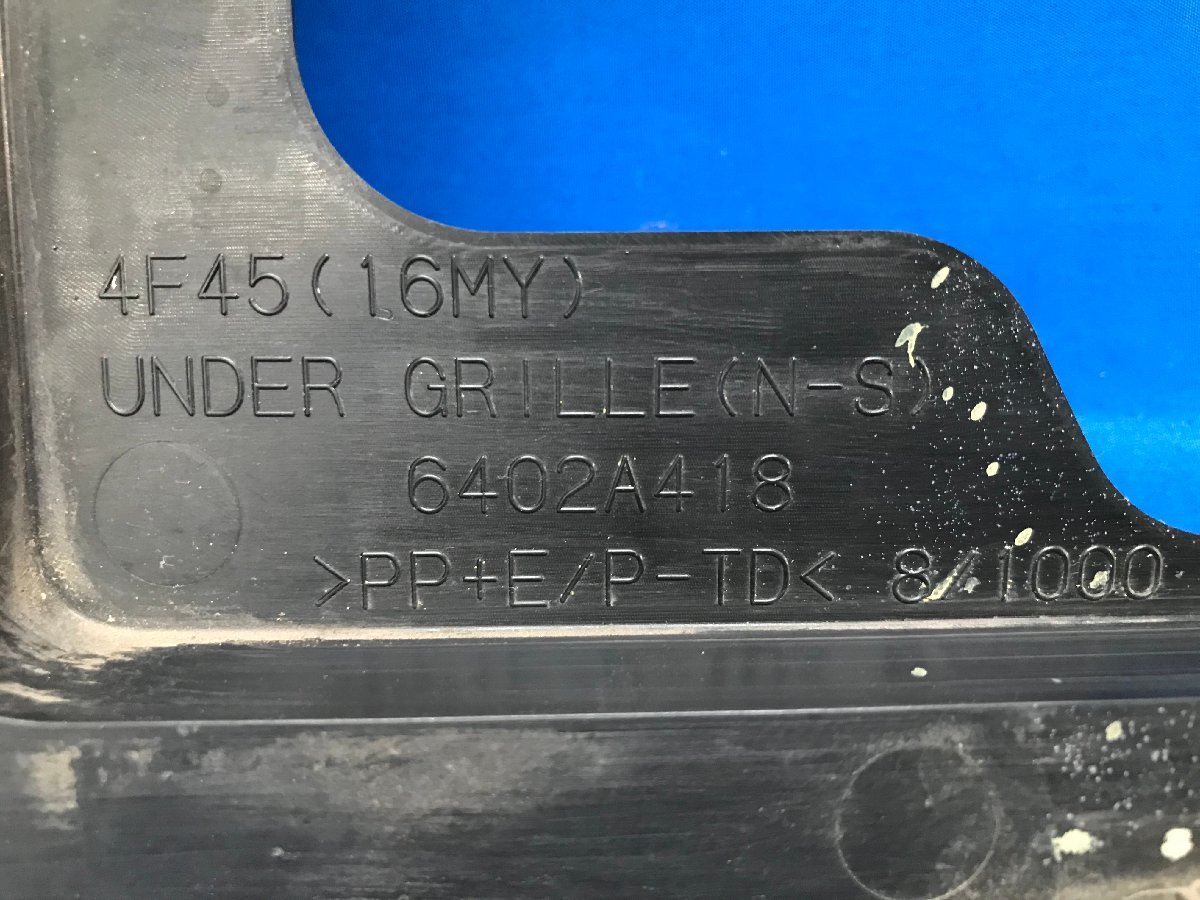 4F45(16MY)
UNDER GRILLE(N-S)
6402A418
>PP+E/P-TD< 8/1000